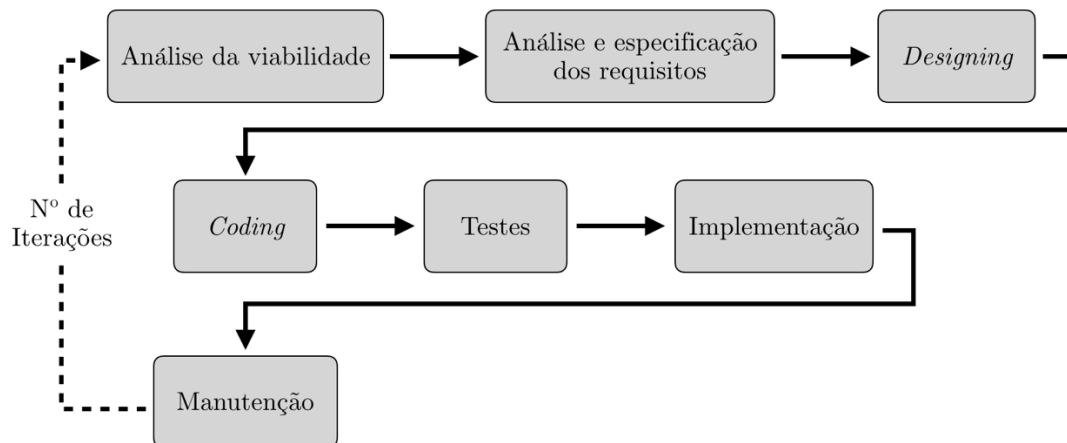 Análise da viabilidade
Análise e especificação
dos requisitos
Designing
Coding
Testes
Implementação
Nº de
Iterações
Manutenção